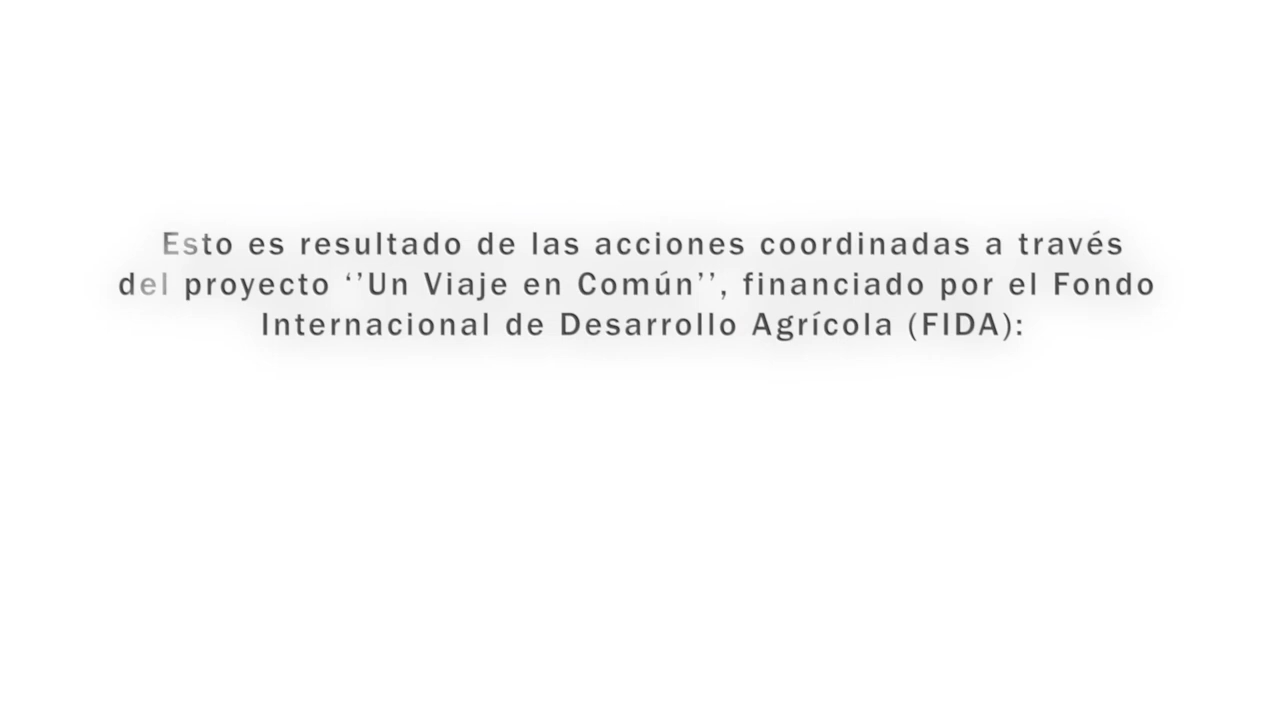 Esto es resultado de las acciones coordinadas a través
del proyecto ‘’Un Viaje en Común’’, financiado por el Fondo
Internacional de Desarrollo Agrícola (FIDA):